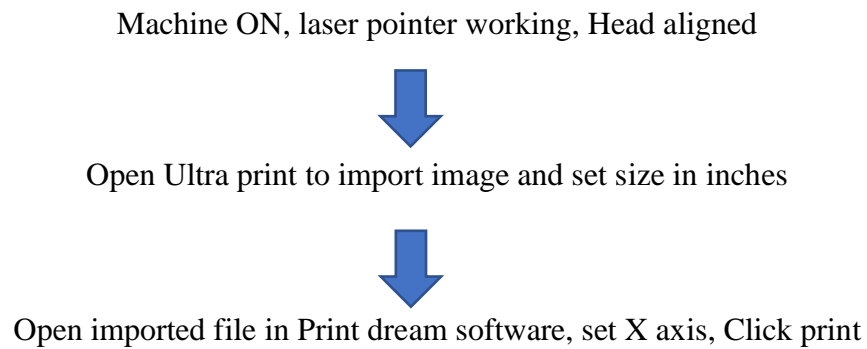 Machine ON, laser pointer working, Head aligned
Open Ultra print to import image and set size in inches
Open imported file in Print dream software, set X axis, Click print